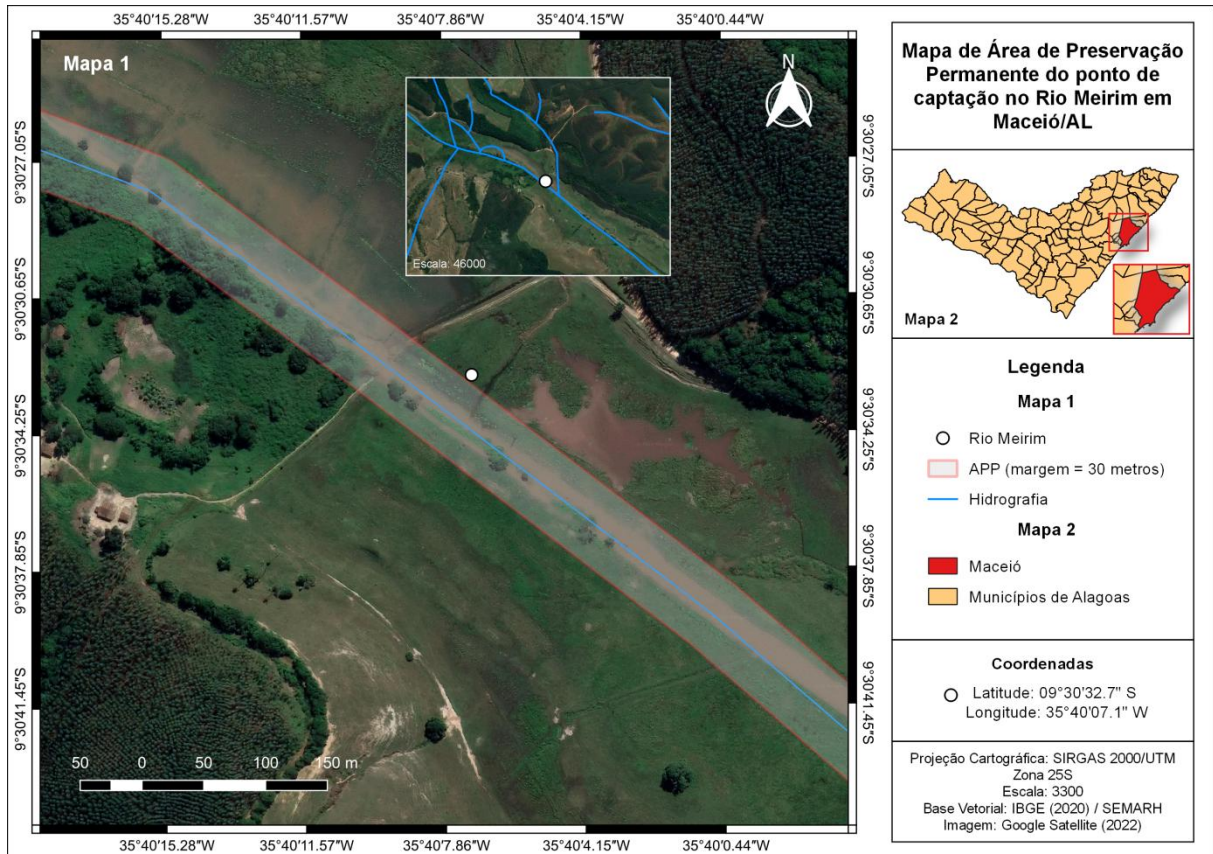 35°40'15.28"W 35°40'11.57"W 35°40'7.86"W 35°40'4.15"W 35°40'0.44"W
Mapa 1
N
Escala: 46000
9°30'27.05"S
9°30'30.65"S
9°30'34.25"S
9°30'37.85"S
9°30'41.45"S
9°30'27.05"S
9°30'30.65"S
9°30'34.25"S
9°30'37.85"S
9°30'41.45"S
50 0 50 100 150 m
35°40'15.28"W 35°40'11.57"W 35°40'7.86"W 35°40'4.15"W 35°40'0.44"W
Mapa de Área de Preservação
Permanente do ponto de
captação no Rio Meirim em
Maceió/AL
Mapa 2
Legenda
Mapa 1
Rio Meirim
APP (margem = 30 metros)
Hidrografia
Mapa 2
Maceió
Municípios de Alagoas
Coordenadas
Latitude: 09°30'32.7" S
Longitude: 35°40'07.1" W
Projeção Cartográfica: SIRGAS 2000/UTM
Zona 25S
Escala: 3300
Base Vetorial: IBGE (2020) / SEMARH
Imagem: Google Satellite (2022)